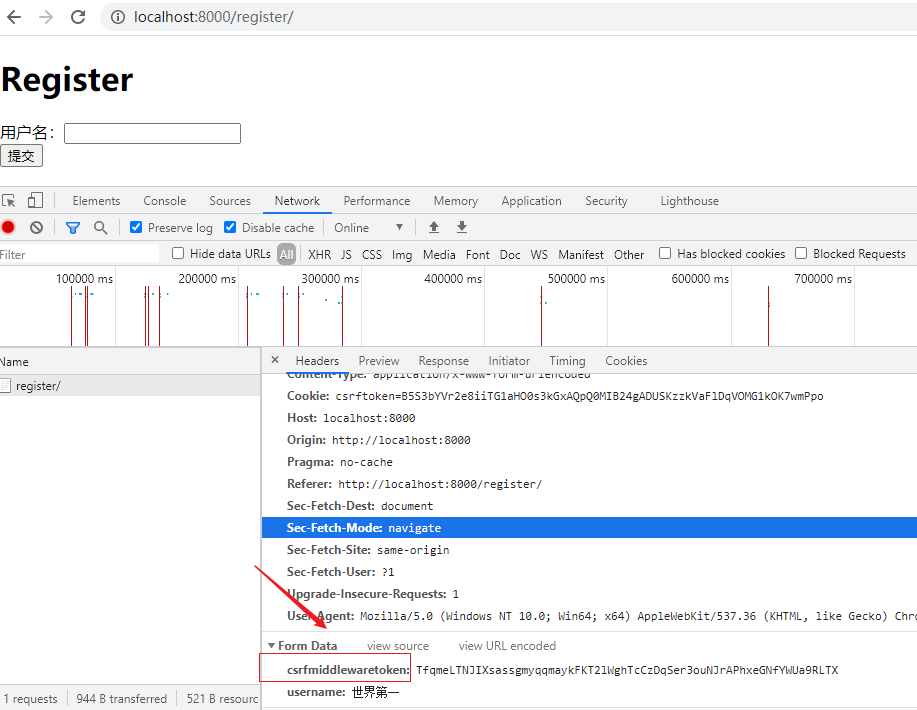 localhost:8000/register/
Register
用户名：
提交
Elements Console Sources Network Performance Memory Application Security Lighthouse
Preserve log Disable cache Online ▼
Filter Hide data URLs All XHR JS CSS Img Media Font Doc WS Manifest Other Has blocked cookies Blocked Requests
100000 ms 200000 ms 300000 ms 400000 ms 500000 ms 600000 ms 700000 ms
Name × Headers Preview Response Initiator Timing Cookies
Content-Type: application/x-www-form-urlencoded
register/
Cookie: csrftoken=B5S3bYVr2e8iiTG1aHO0s3kGxAQpQ0MIB24gADUSKzzkVaFlDqVOMG1kOK7wmPpo
Host: localhost:8000
Origin: http://localhost:8000
Pragma: no-cache
Referer: http://localhost:8000/register/
Sec-Fetch-Dest: document
Sec-Fetch-Mode: navigate
Sec-Fetch-Site: same-origin
Sec-Fetch-User: ?1
Upgrade-Insecure-Requests: 1
User-Agent: Mozilla/5.0 (Windows NT 10.0; Win64; x64) AppleWebKit/537.36 (KHTML, like Gecko) Chro
▼ Form Data view source view URL encoded
csrfmiddlewaretoken: TfqmeLTNJIXsassgmyqqmaykFKT2lWghTcCzDqSer3ouNJrAPhxeGNfYWUa9RLTX
username: 世界第一
1 requests 944 B transferred 521 B resourc